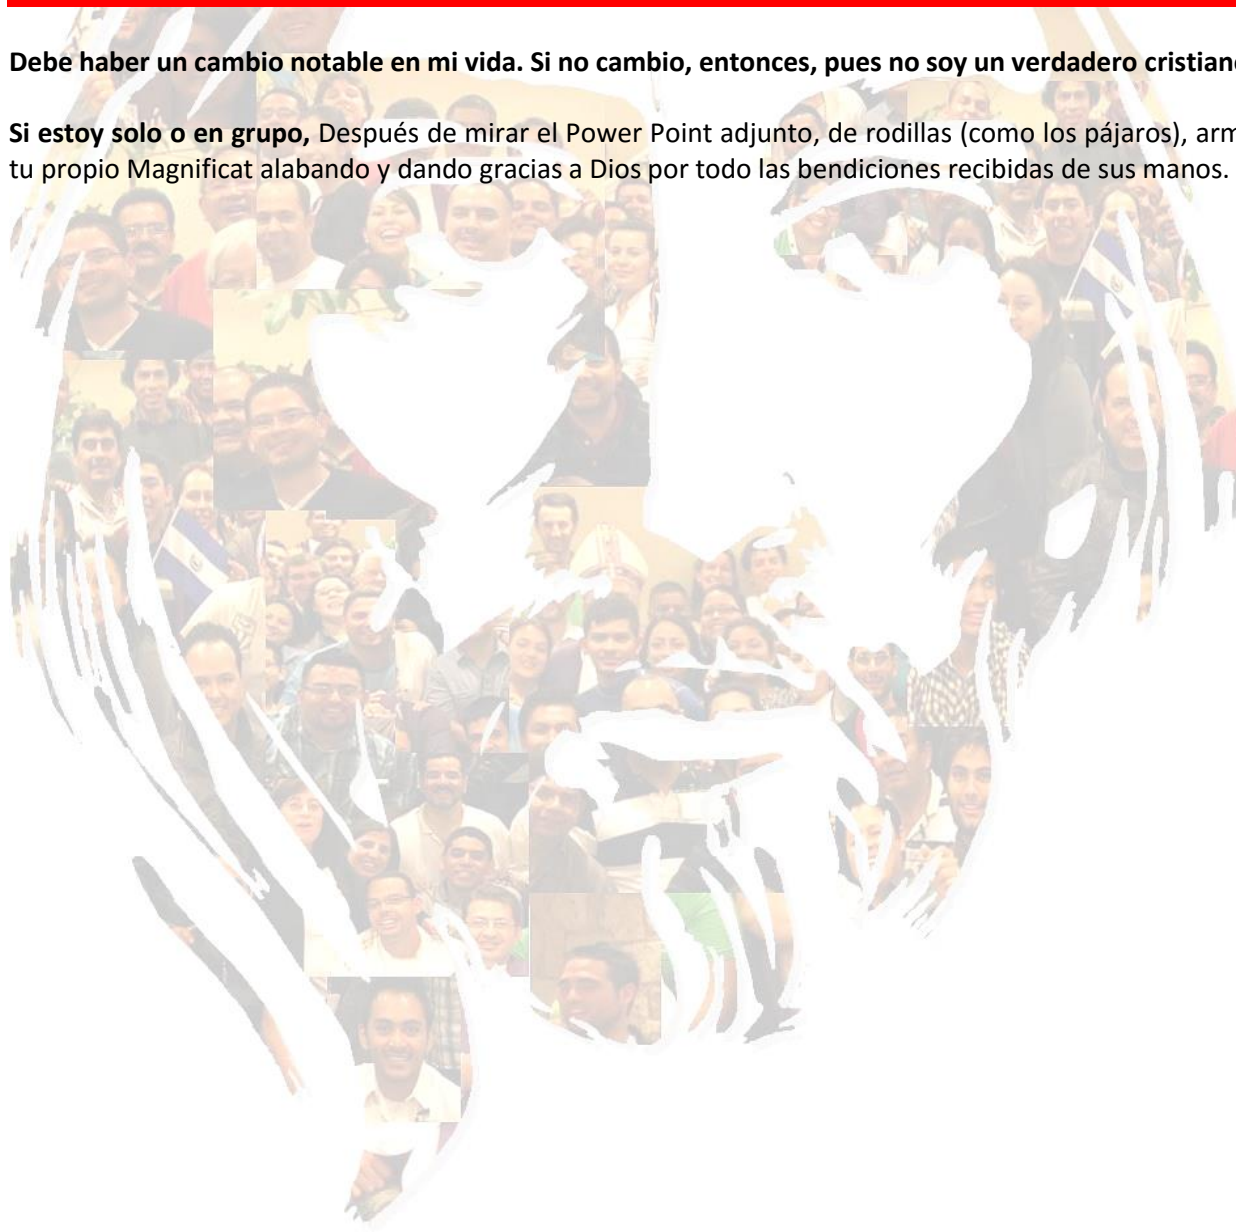 Debe haber un cambio notable en mi vida. Si no cambio, entonces, pues no soy un verdadero cristiano
Si estoy solo o en grupo, Después de mirar el Power Point adjunto, de rodillas (como los pájaros), arm
tu propio Magnificat alabando y dando gracias a Dios por todo las bendiciones recibidas de sus manos.